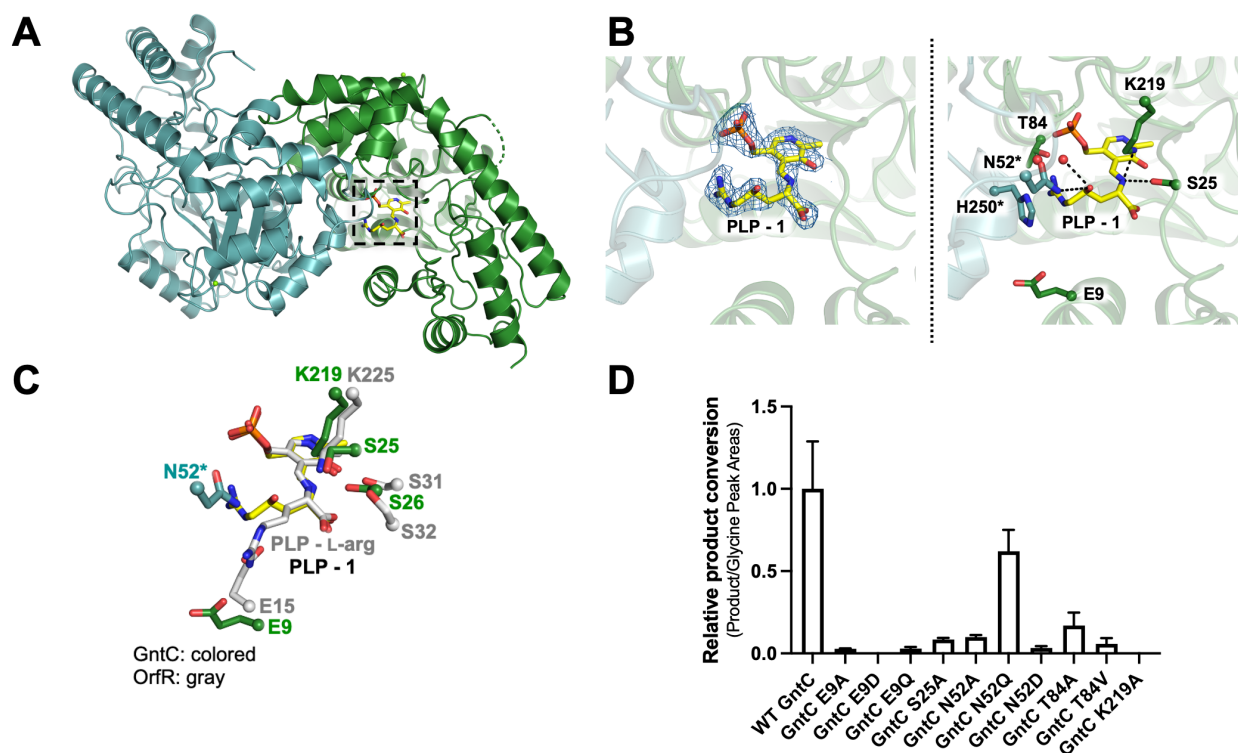 A
B
K219
T84
N52*
S25
H250*
PLP - 1
PLP - 1
E9
C
D
K219
K225
S25
N52*
S31
S26
S32
PLP - L-arg
PLP - 1
E15
E9
GntC: colored
OrfR: gray
Relative product conversion
(Product/Glycine Peak Areas)
1.5
1.0
0.5
0.0
WT GntC
GntC E9A
GntC E9D
GntC E9Q
GntC S25A
GntC N52A
GntC N52Q
GntC N52D
GntC T84A
GntC T84V
GntC K219A